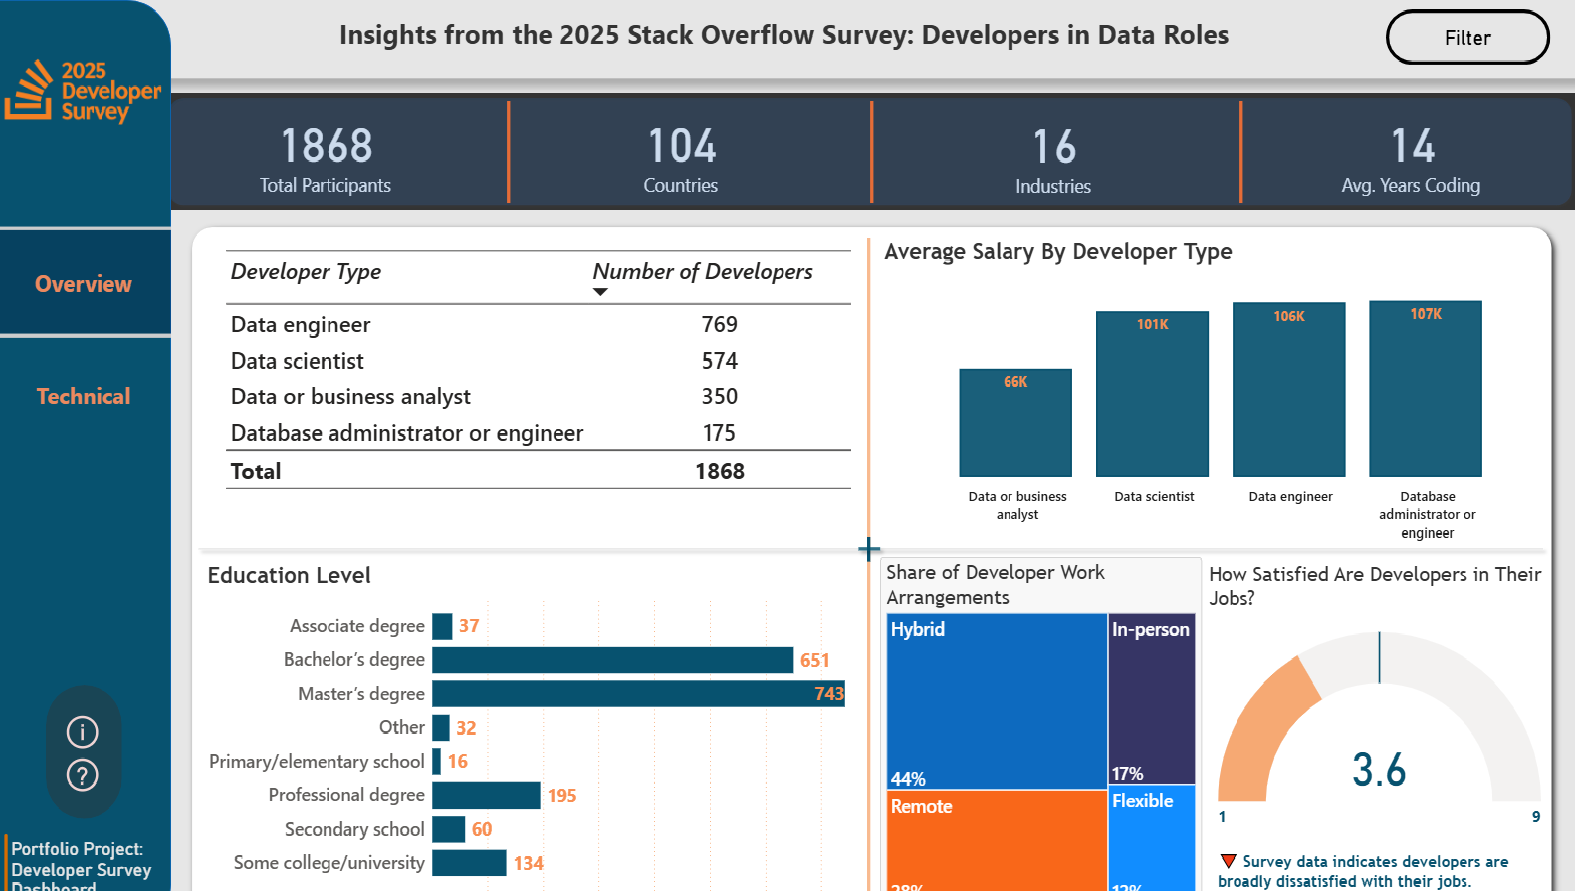 Insights from the 2025 Stack Overflow Survey: Developers in Data Roles
Filter
2025
Developer
Survey
1868
Total Participants
104
Countries
16
Industries
14
Avg. Years Coding
Overview
Technical
Developer Type Number of Developers
Data engineer 769
Data scientist 574
Data or business analyst 350
Database administrator or engineer 175
Total 1868
Average Salary By Developer Type
66K
101K
106K
107K
Data or business
analyst
Data scientist
Data engineer
Database
administrator or
engineer
Education Level
Associate degree 37
Bachelor's degree 651
Master's degree 743
Other 32
Primary/elementary school 16
Professional degree 195
Secondary school 60
Some college/university 134
Share of Developer Work
Arrangements
Hybrid
44%
In-person
17%
Remote
Flexible
How Satisfied Are Developers in Their
Jobs?
3.6
1
9
Survey data indicates developers are
broadly dissatisfied with their jobs.
i
?
Portfolio Project:
Developer Survey
Dashboard